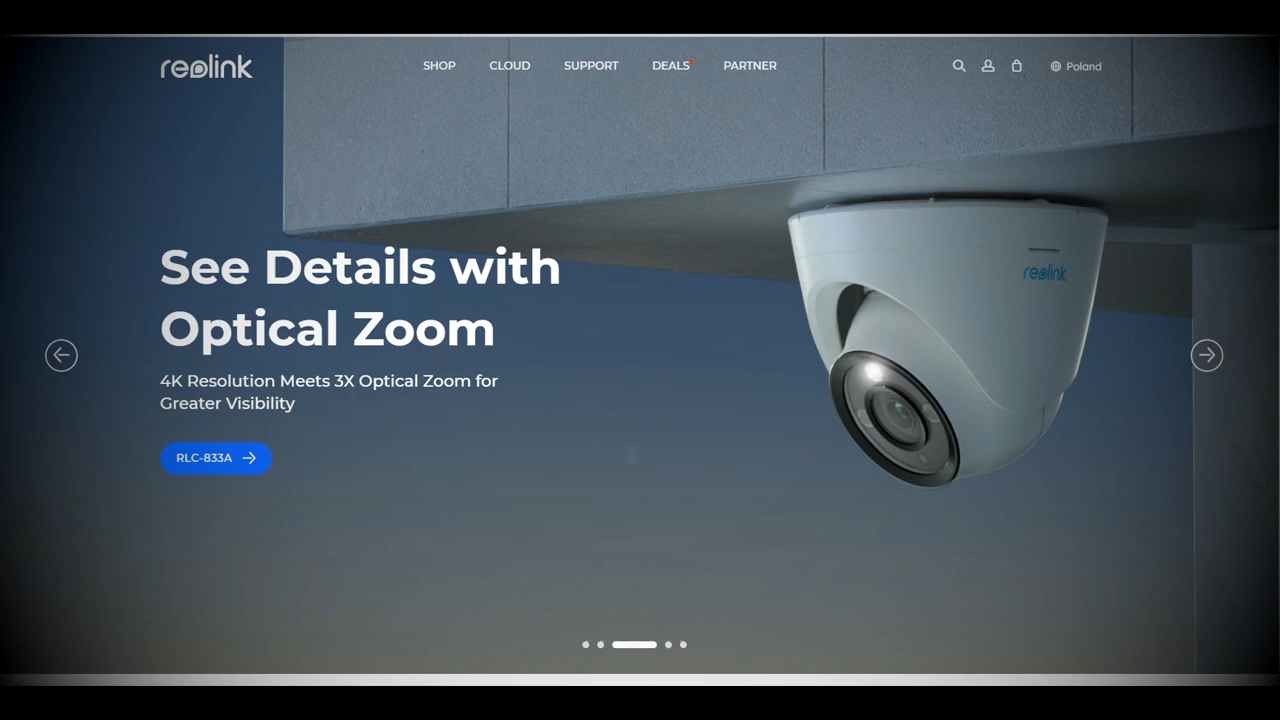 reolink
SHOP CLOUD SUPPORT DEALS PARTNER
Poland
See Details with
Optical Zoom
4K Resolution Meets 3X Optical Zoom for
Greater Visibility
RLC-833A
reolink